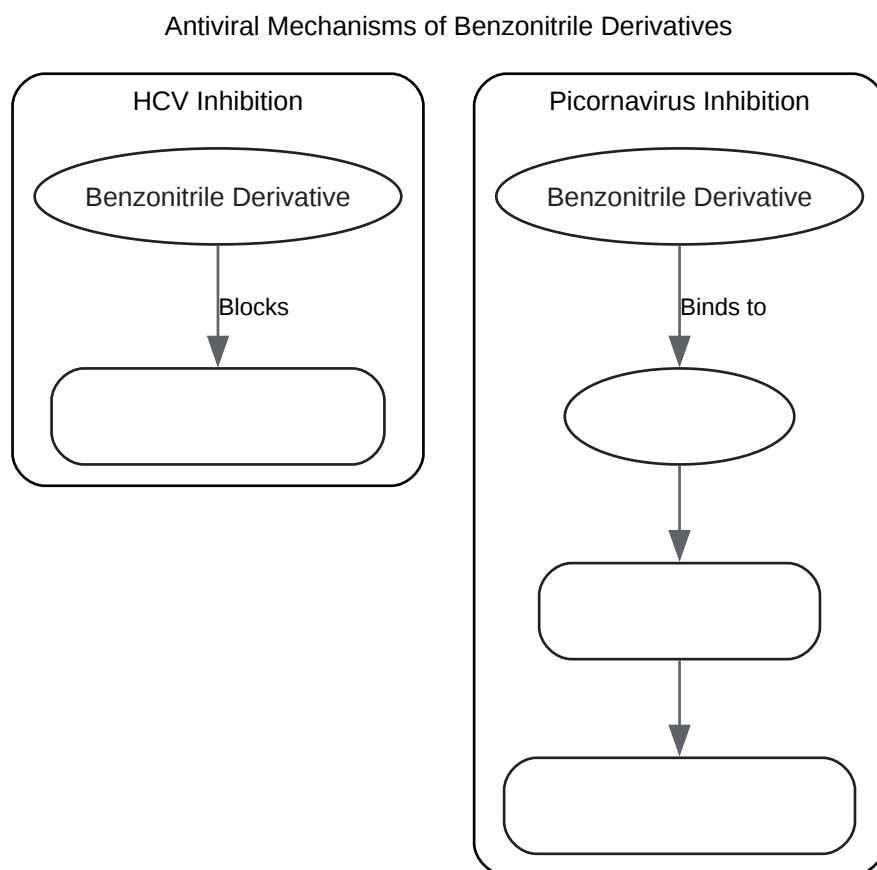 Antiviral Mechanisms of Benzonitrile Derivatives
HCV Inhibition
Benzonitrile Derivative
Blocks
Picornavirus Inhibition
Benzonitrile Derivative
Binds to